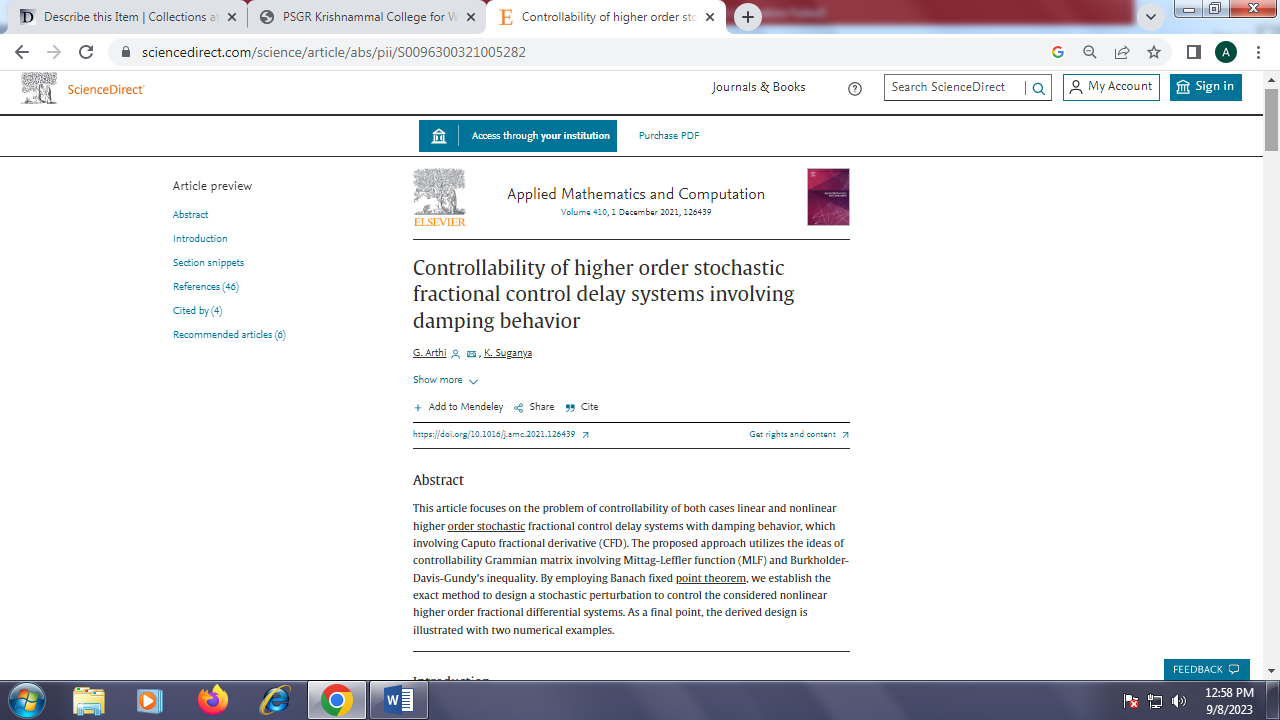 Describe this Item | Collections at
PSGR Krishnammal College for W
Controllability of higher order sto
sciencedirect.com/science/article/abs/pii/S0096300321005282
A
ScienceDirect
Journals & Books
Search ScienceDirect
My Account
Sign in
Access through your institution
Purchase PDF
Article preview
Abstract
Introduction
Section snippets
References (46)
Cited by (4)
Recommended articles (6)
ELSEVIER
Applied Mathematics and Computation
Volume 410, 1 December 2021, 126439
Controllability of higher order stochastic
fractional control delay systems involving
damping behavior
G. Arthi , K. Suganya
Show more
+ Add to Mendeley Share Cite
https://doi.org/10.1016/j.amc.2021.126439
Get rights and content
Abstract
This article focuses on the problem of controllability of both cases linear and nonlinear
higher order stochastic fractional control delay systems with damping behavior, which
involving Caputo fractional derivative (CFD). The proposed approach utilizes the ideas of
controllability Grammian matrix involving Mittag-Leffler function (MLF) and Burkholder-
Davis-Gundy's inequality. By employing Banach fixed point theorem, we establish the
exact method to design a stochastic perturbation to control the considered nonlinear
higher order fractional differential systems. As a final point, the derived design is
illustrated with two numerical examples.
Introduction
FEEDBACK
12:58 PM
9/8/2023